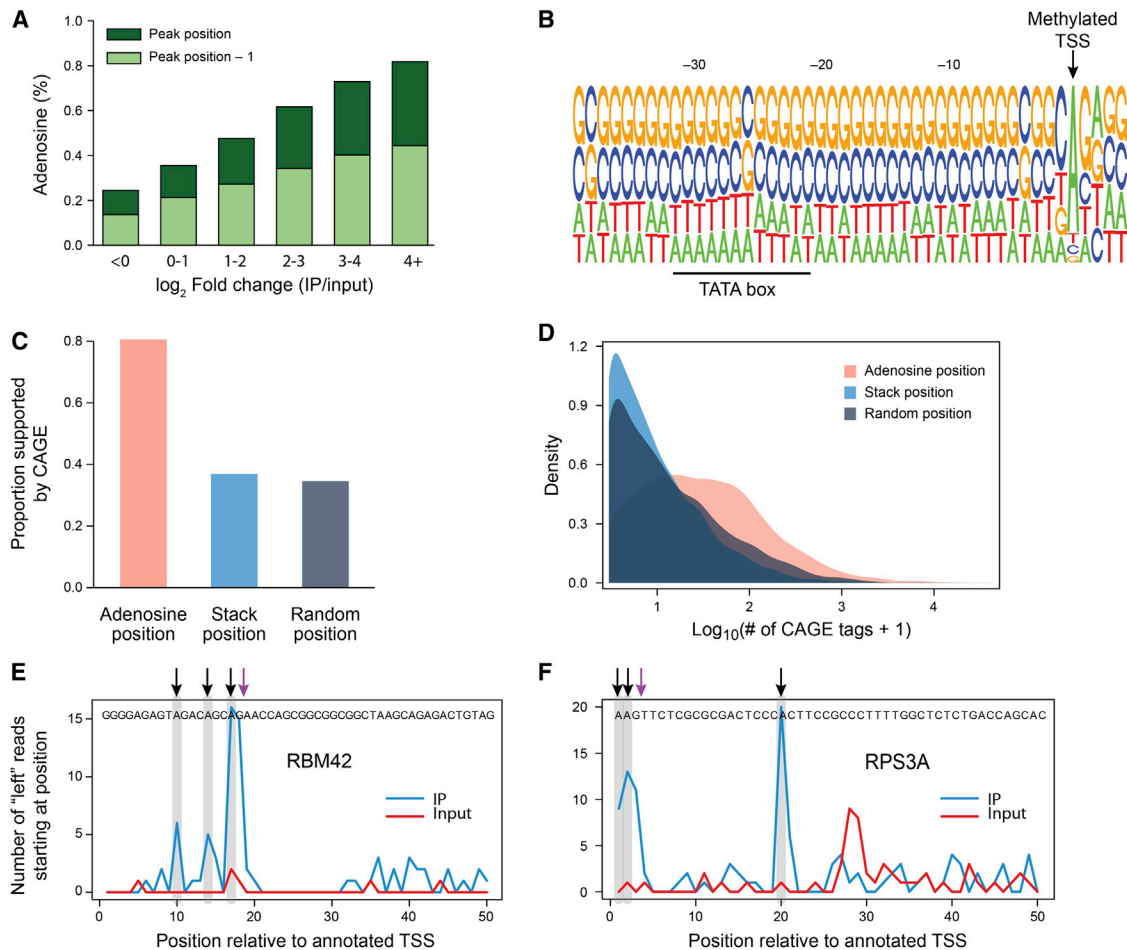 A
1.0
0.8
0.6
0.4
0.2
0.0
Adenosine (%)
Peak position
Peak position – 1
<0
0-1
1-2
2-3
3-4
4+
log2 Fold change (IP/input)
B
Methylated
TSS
–30
–20
–10
TATA box
C
0.8
0.6
0.4
0.2
0.0
Proportion supported
by CAGE
Adenosine
position
Stack
position
Random
position
D
1.2
0.9
0.6
0.3
0.0
Density
Adenosine position
Stack position
Random position
1
2
3
4
Log10(# of CAGE tags + 1)
E
GGGGAGAGTAGACAGCAGAACCAGCGGCGGCGGCTAAGCAGAGACTGTAG
15
10
5
0
Number of "left" reads
starting at position
RBM42
IP
Input
0
10
20
30
40
50
Position relative to annotated TSS
F
AAGTTCTCGCGCGACTCCCACTTCCGCCCTTTTGGCTCTCTGACCAGCAC
20
15
10
5
0
RPS3A
IP
Input
0
10
20
30
40
50
Position relative to annotated TSS